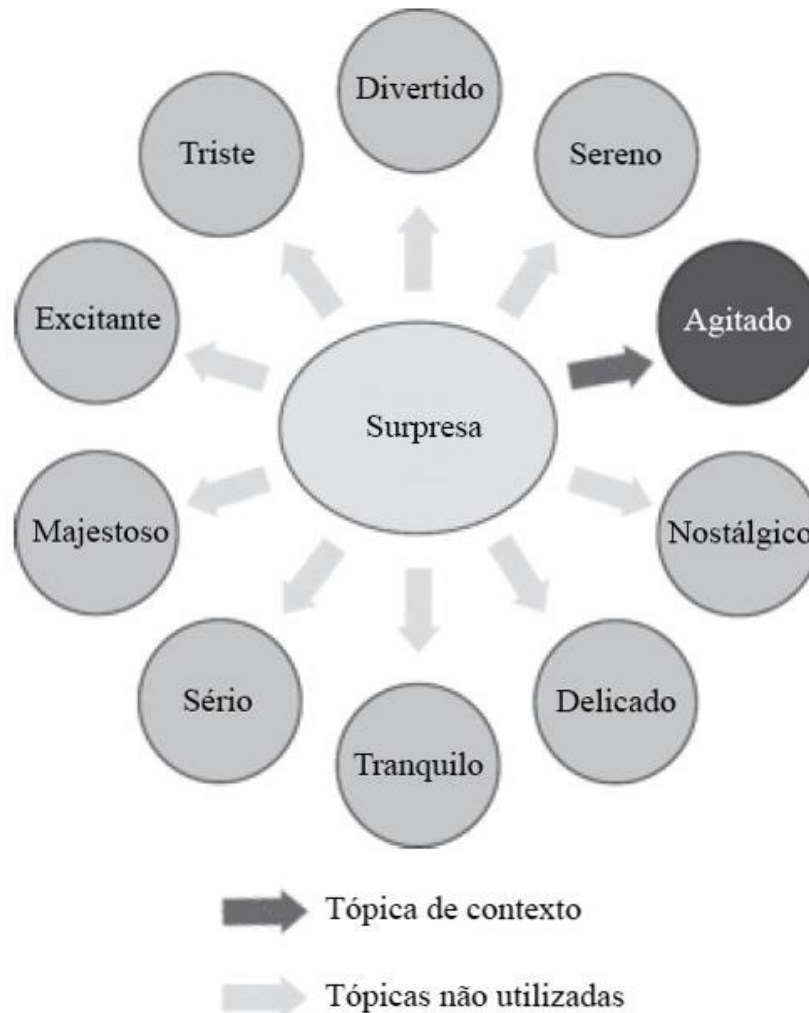 Divertido
Triste
Sereno
Excitante
Agitado
Surpresa
Majestoso
Nostálgico
Sério
Delicado
Tranquilo
Tópica de contexto
Tópicas não utilizadas